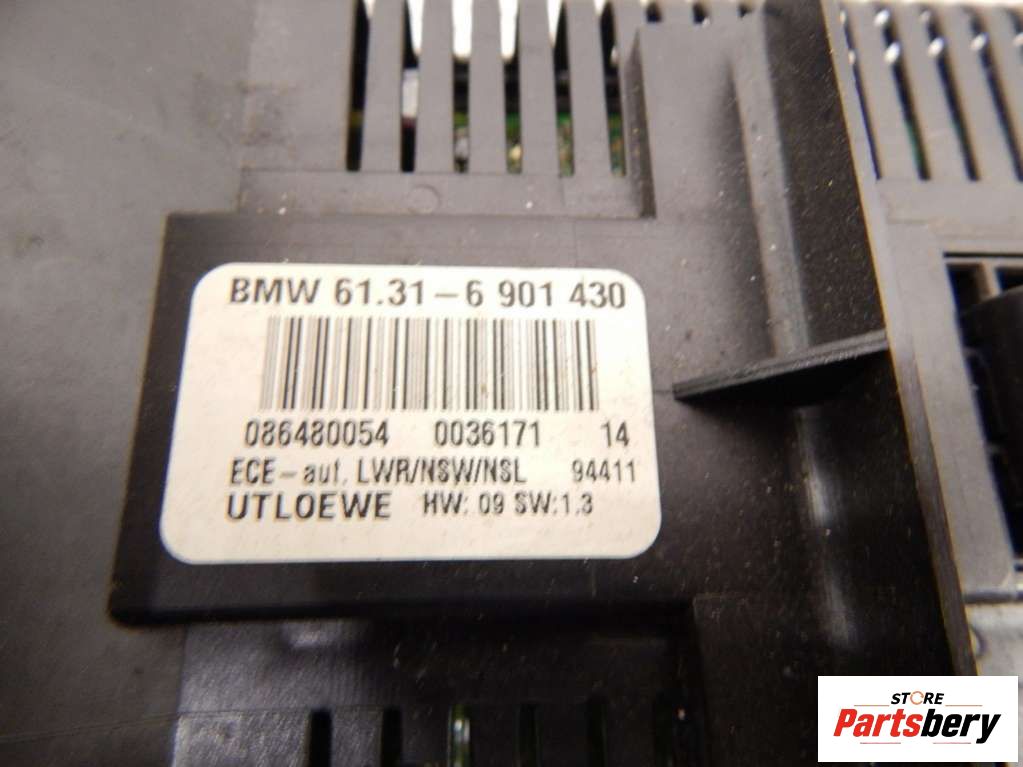 BMW 61.31-6 901 430
086480054 0036171 14
ECE-aut. LWR/NSW/NSL 94411
UTLOEWE HW: 09 SW:1.3
STORE
Partsbery